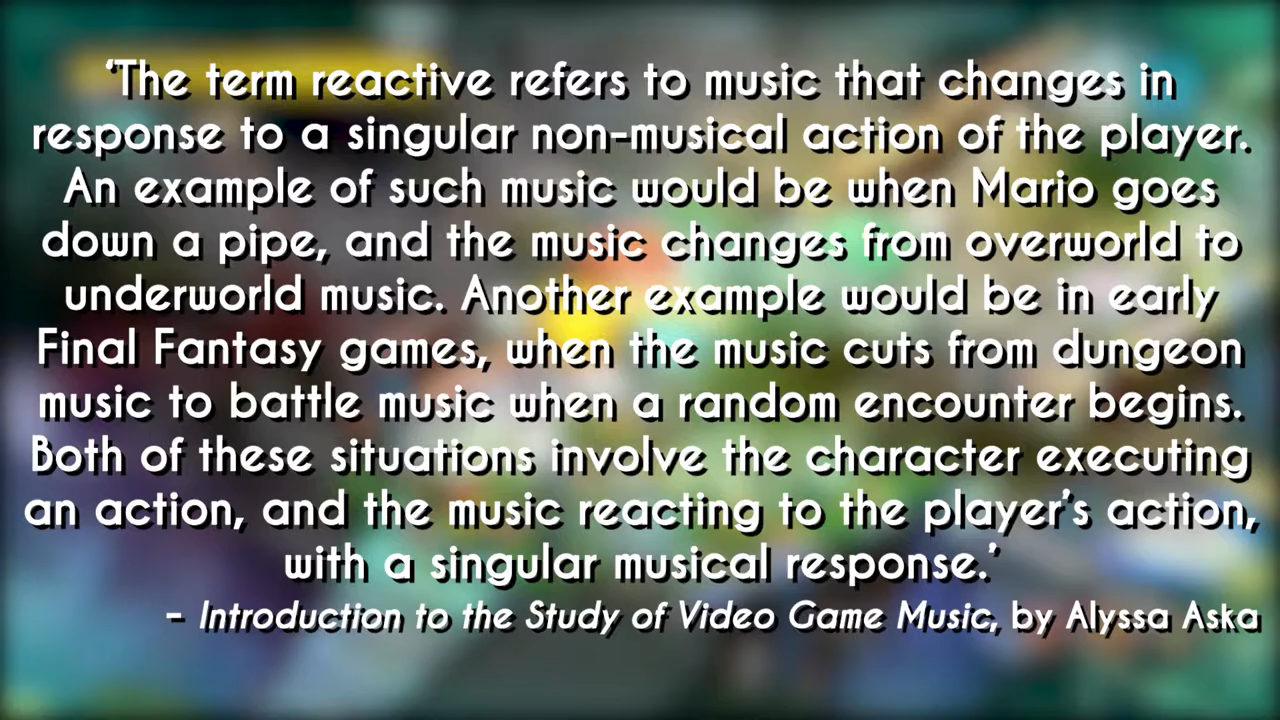 ‘The term reactive refers to music that changes in
response to a singular non-musical action of the player.
An example of such music would be when Mario goes
down a pipe, and the music changes from overworld to
underworld music. Another example would be in early
Final Fantasy games, when the music cuts from dungeon
music to battle music when a random encounter begins.
Both of these situations involve the character executing
an action, and the music reacting to the player’s action,
with a singular musical response.’
– Introduction to the Study of Video Game Music, by Alyssa Aska